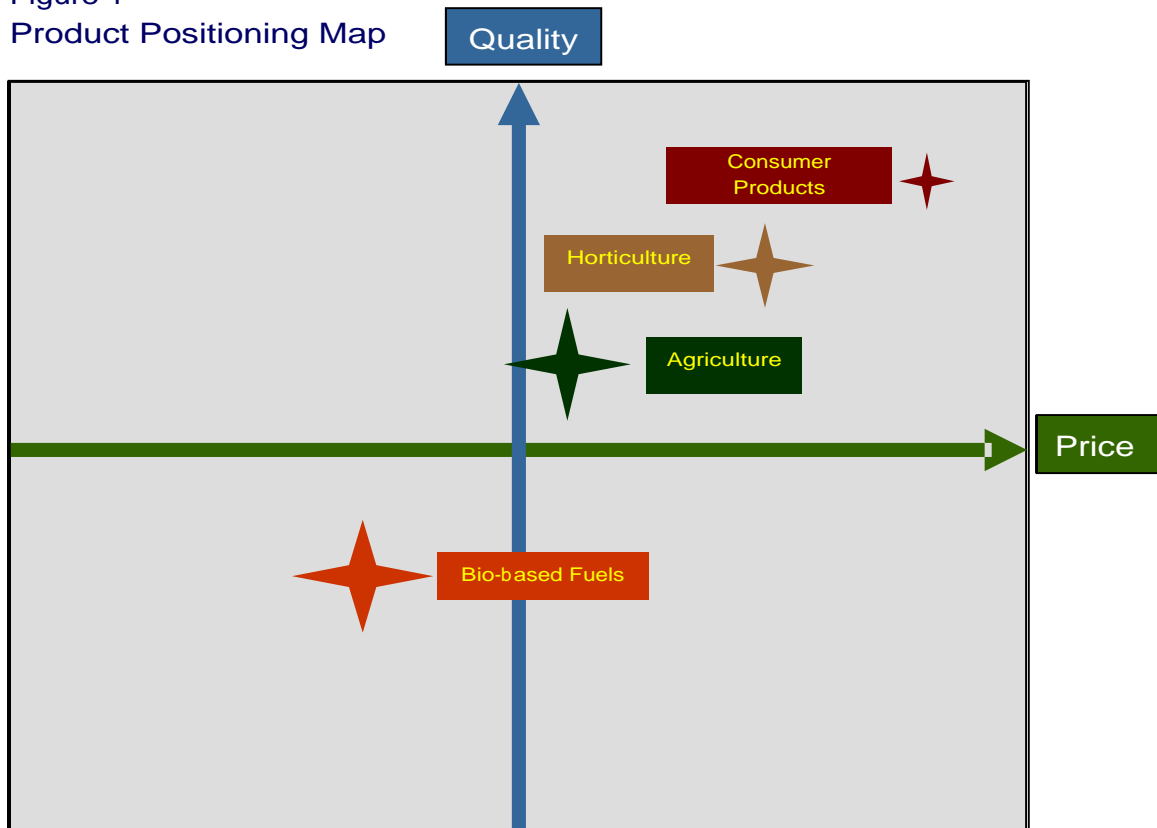 Product Positioning Map
Quality
Consumer
Products
Horticulture
Agriculture
Price
Bio-based Fuels